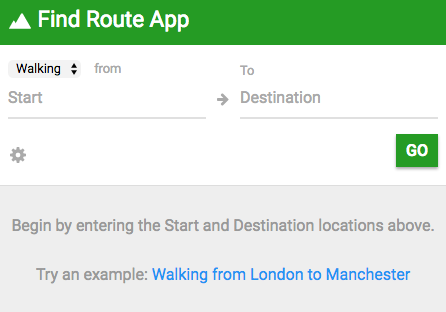 Find Route App
Walking from
To
Start
Destination
GO
Begin by entering the Start and Destination locations above.
Try an example: Walking from London to Manchester